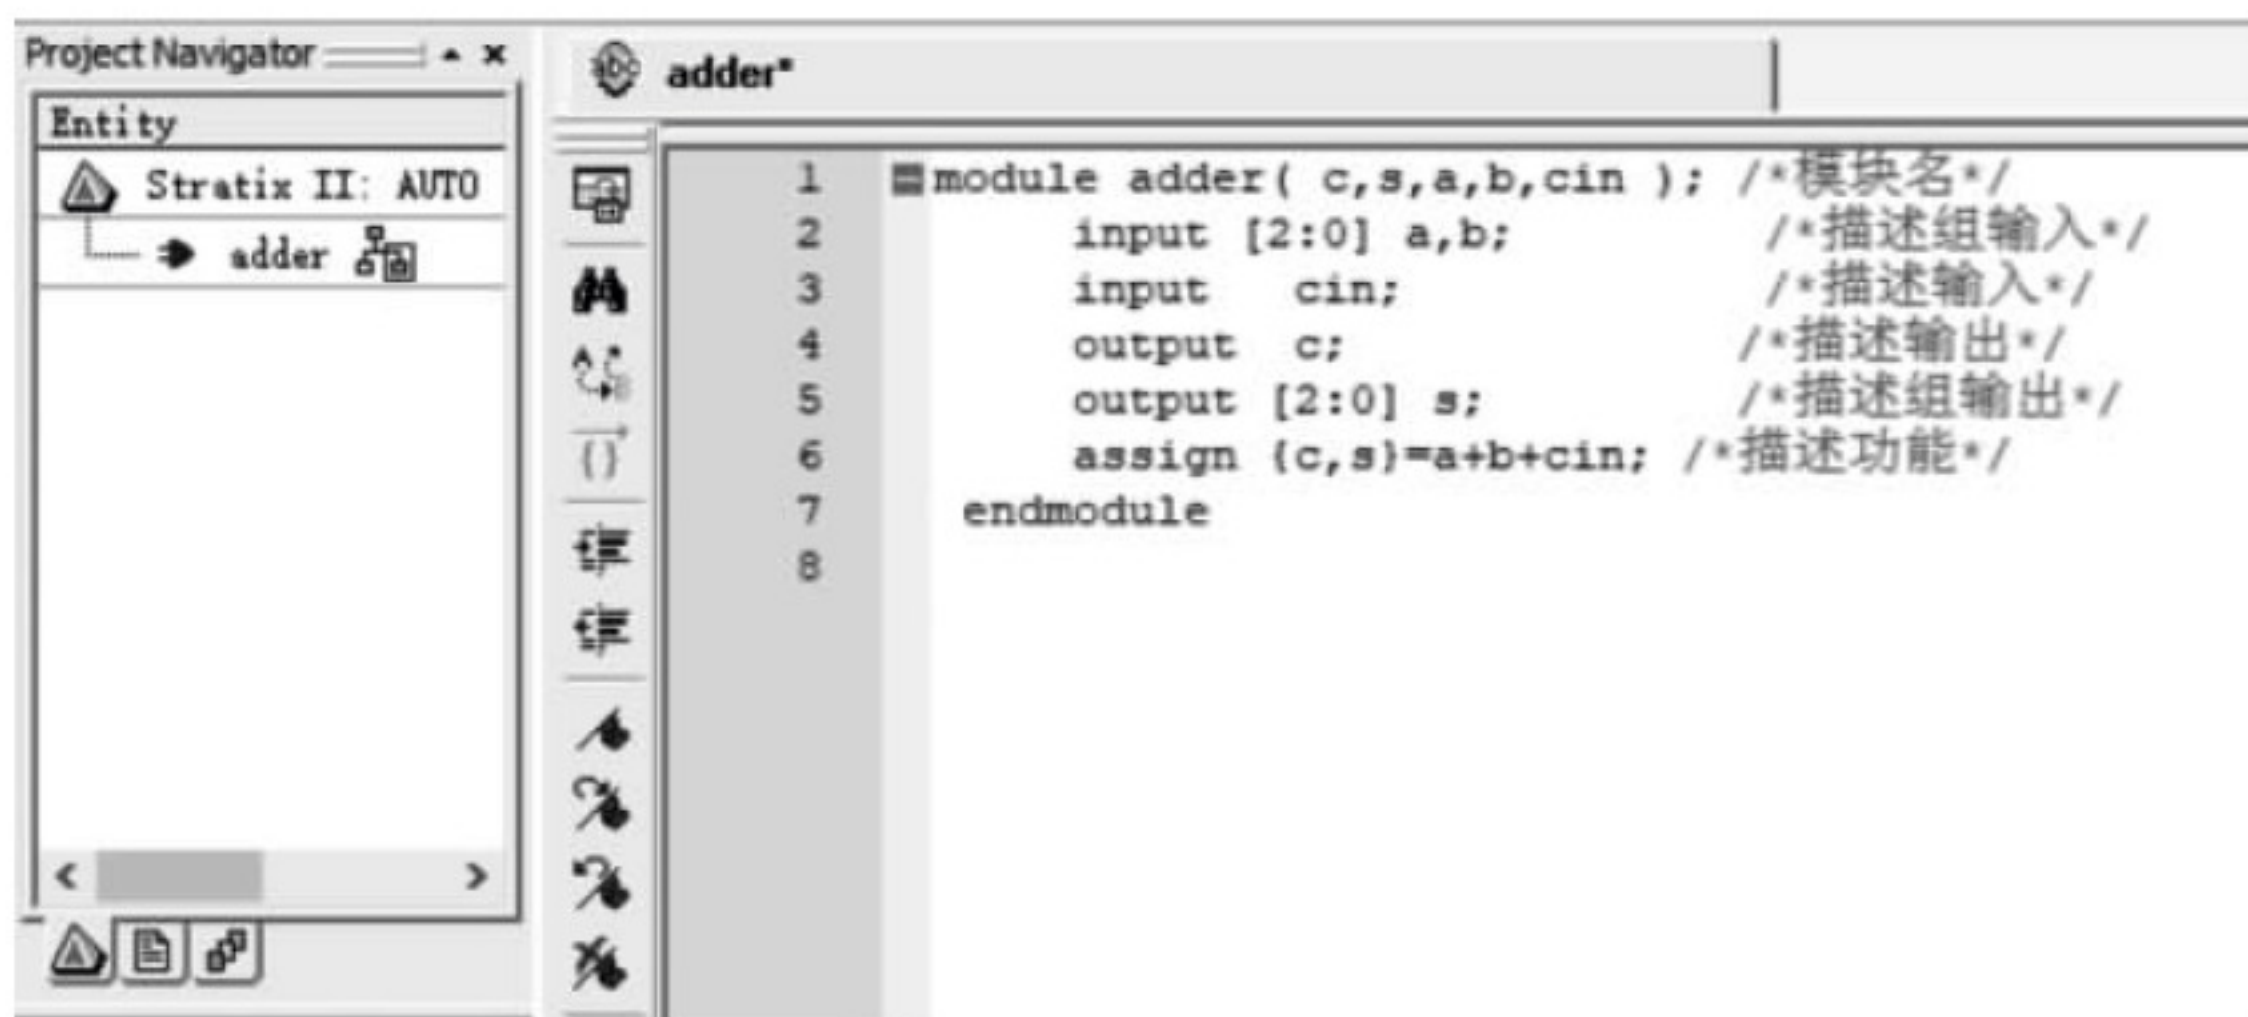 Project Navigator
Entity
Stratix II: AUTO
adder
adder*
1 module adder( c,s,a,b,cin ); /*模块名*/
2 input [2:0] a,b; /*描述组输入*/
3 input cin; /*描述输入*/
4 output c; /*描述输出*/
5 output [2:0] s; /*描述组输出*/
6 assign {c,s}=a+b+cin; /*描述功能*/
7 endmodule
8